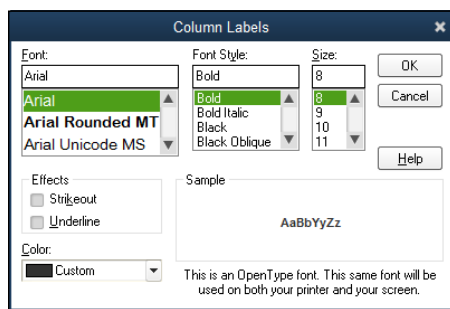 Column Labels
Font:
Arial
Arial
Arial Rounded MT
Arial Unicode MS
Font Style:
Bold
Bold
Bold Italic
Black
Black Oblique
Size:
8
8
9
10
11
OK
Cancel
Help
Effects
Strikeout
Underline
Color:
Custom
Sample
AaBbYyZz
This is an OpenType font. This same font will be
used on both your printer and your screen.